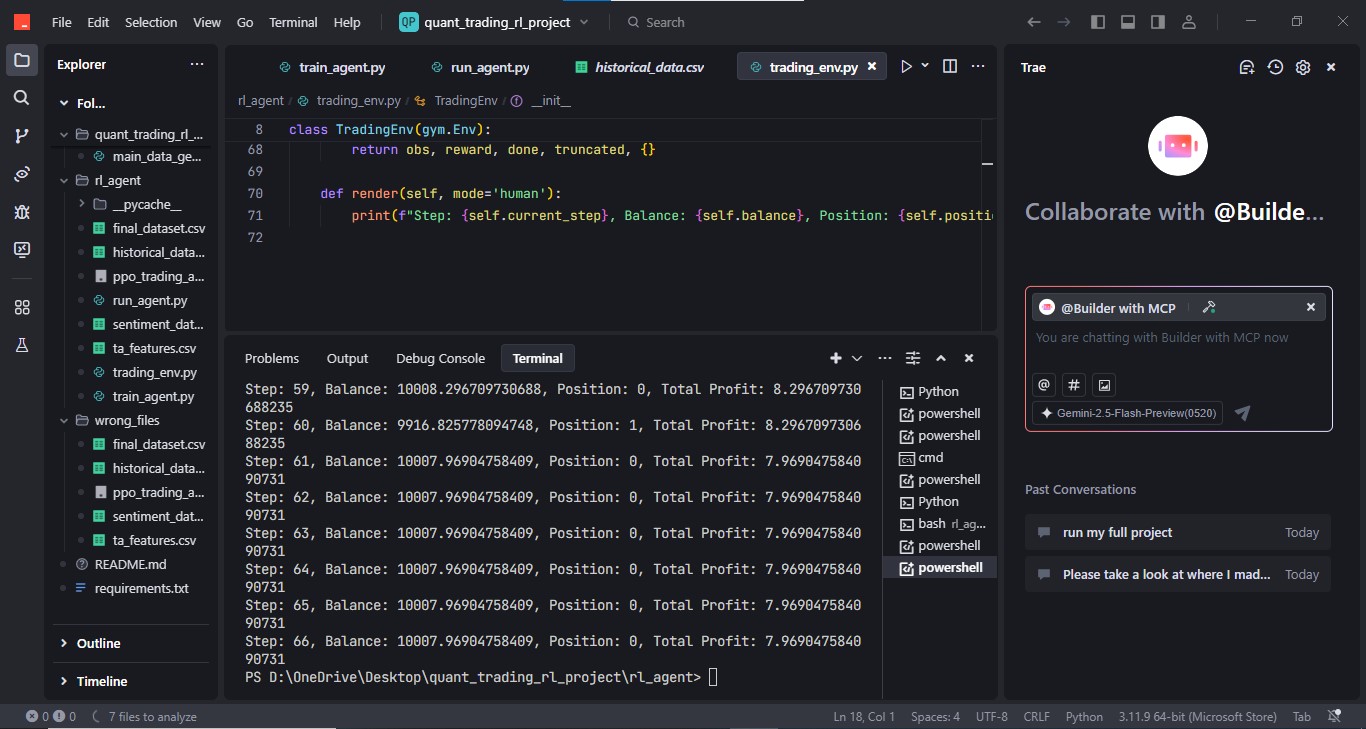 File Edit Selection View Go Terminal Help QP quant_trading_rl_project Search
Explorer
Fol...
quant_trading_rl_...
main_data_ge...
rl_agent
__pycache__
final_dataset.csv
historical_data...
ppo_trading_a...
run_agent.py
sentiment_dat...
ta_features.csv
trading_env.py
train_agent.py
wrong_files
final_dataset.csv
historical_data...
ppo_trading_a...
sentiment_dat...
ta_features.csv
README.md
requirements.txt
Outline
Timeline
train_agent.py run_agent.py historical_data.csv trading_env.py
rl_agent / trading_env.py / TradingEnv / __init__
8 class TradingEnv(gym.Env):
68 return obs, reward, done, truncated, {}
69
70 def render(self, mode='human'):
71 print(f"Step: {self.current_step}, Balance: {self.balance}, Position: {self.positi
72
Problems Output Debug Console Terminal
Step: 59, Balance: 10008.296709730688, Position: 0, Total Profit: 8.296709730
688235
Step: 60, Balance: 9916.825778094748, Position: 1, Total Profit: 8.2967097306
88235
Step: 61, Balance: 10007.96904758409, Position: 0, Total Profit: 7.9690475840
90731
Step: 62, Balance: 10007.96904758409, Position: 0, Total Profit: 7.9690475840
90731
Step: 63, Balance: 10007.96904758409, Position: 0, Total Profit: 7.9690475840
90731
Step: 64, Balance: 10007.96904758409, Position: 0, Total Profit: 7.9690475840
90731
Step: 65, Balance: 10007.96904758409, Position: 0, Total Profit: 7.9690475840
90731
Step: 66, Balance: 10007.96904758409, Position: 0, Total Profit: 7.9690475840
90731
PS D:\OneDrive\Desktop\quant_trading_rl_project\rl_agent>
Python
powershell
powershell
cmd
powershell
Python
bash rl_ag...
powershell
powershell
Trae
Collaborate with @Builde...
@Builder with MCP
You are chatting with Builder with MCP now
@ #
Gemini-2.5-Flash-Preview(0520)
Past Conversations
run my full project Today
Please take a look at where I mad... Today
0 0 7 files to analyze Ln 18, Col 1 Spaces: 4 UTF-8 CRLF Python 3.11.9 64-bit (Microsoft Store) Tab